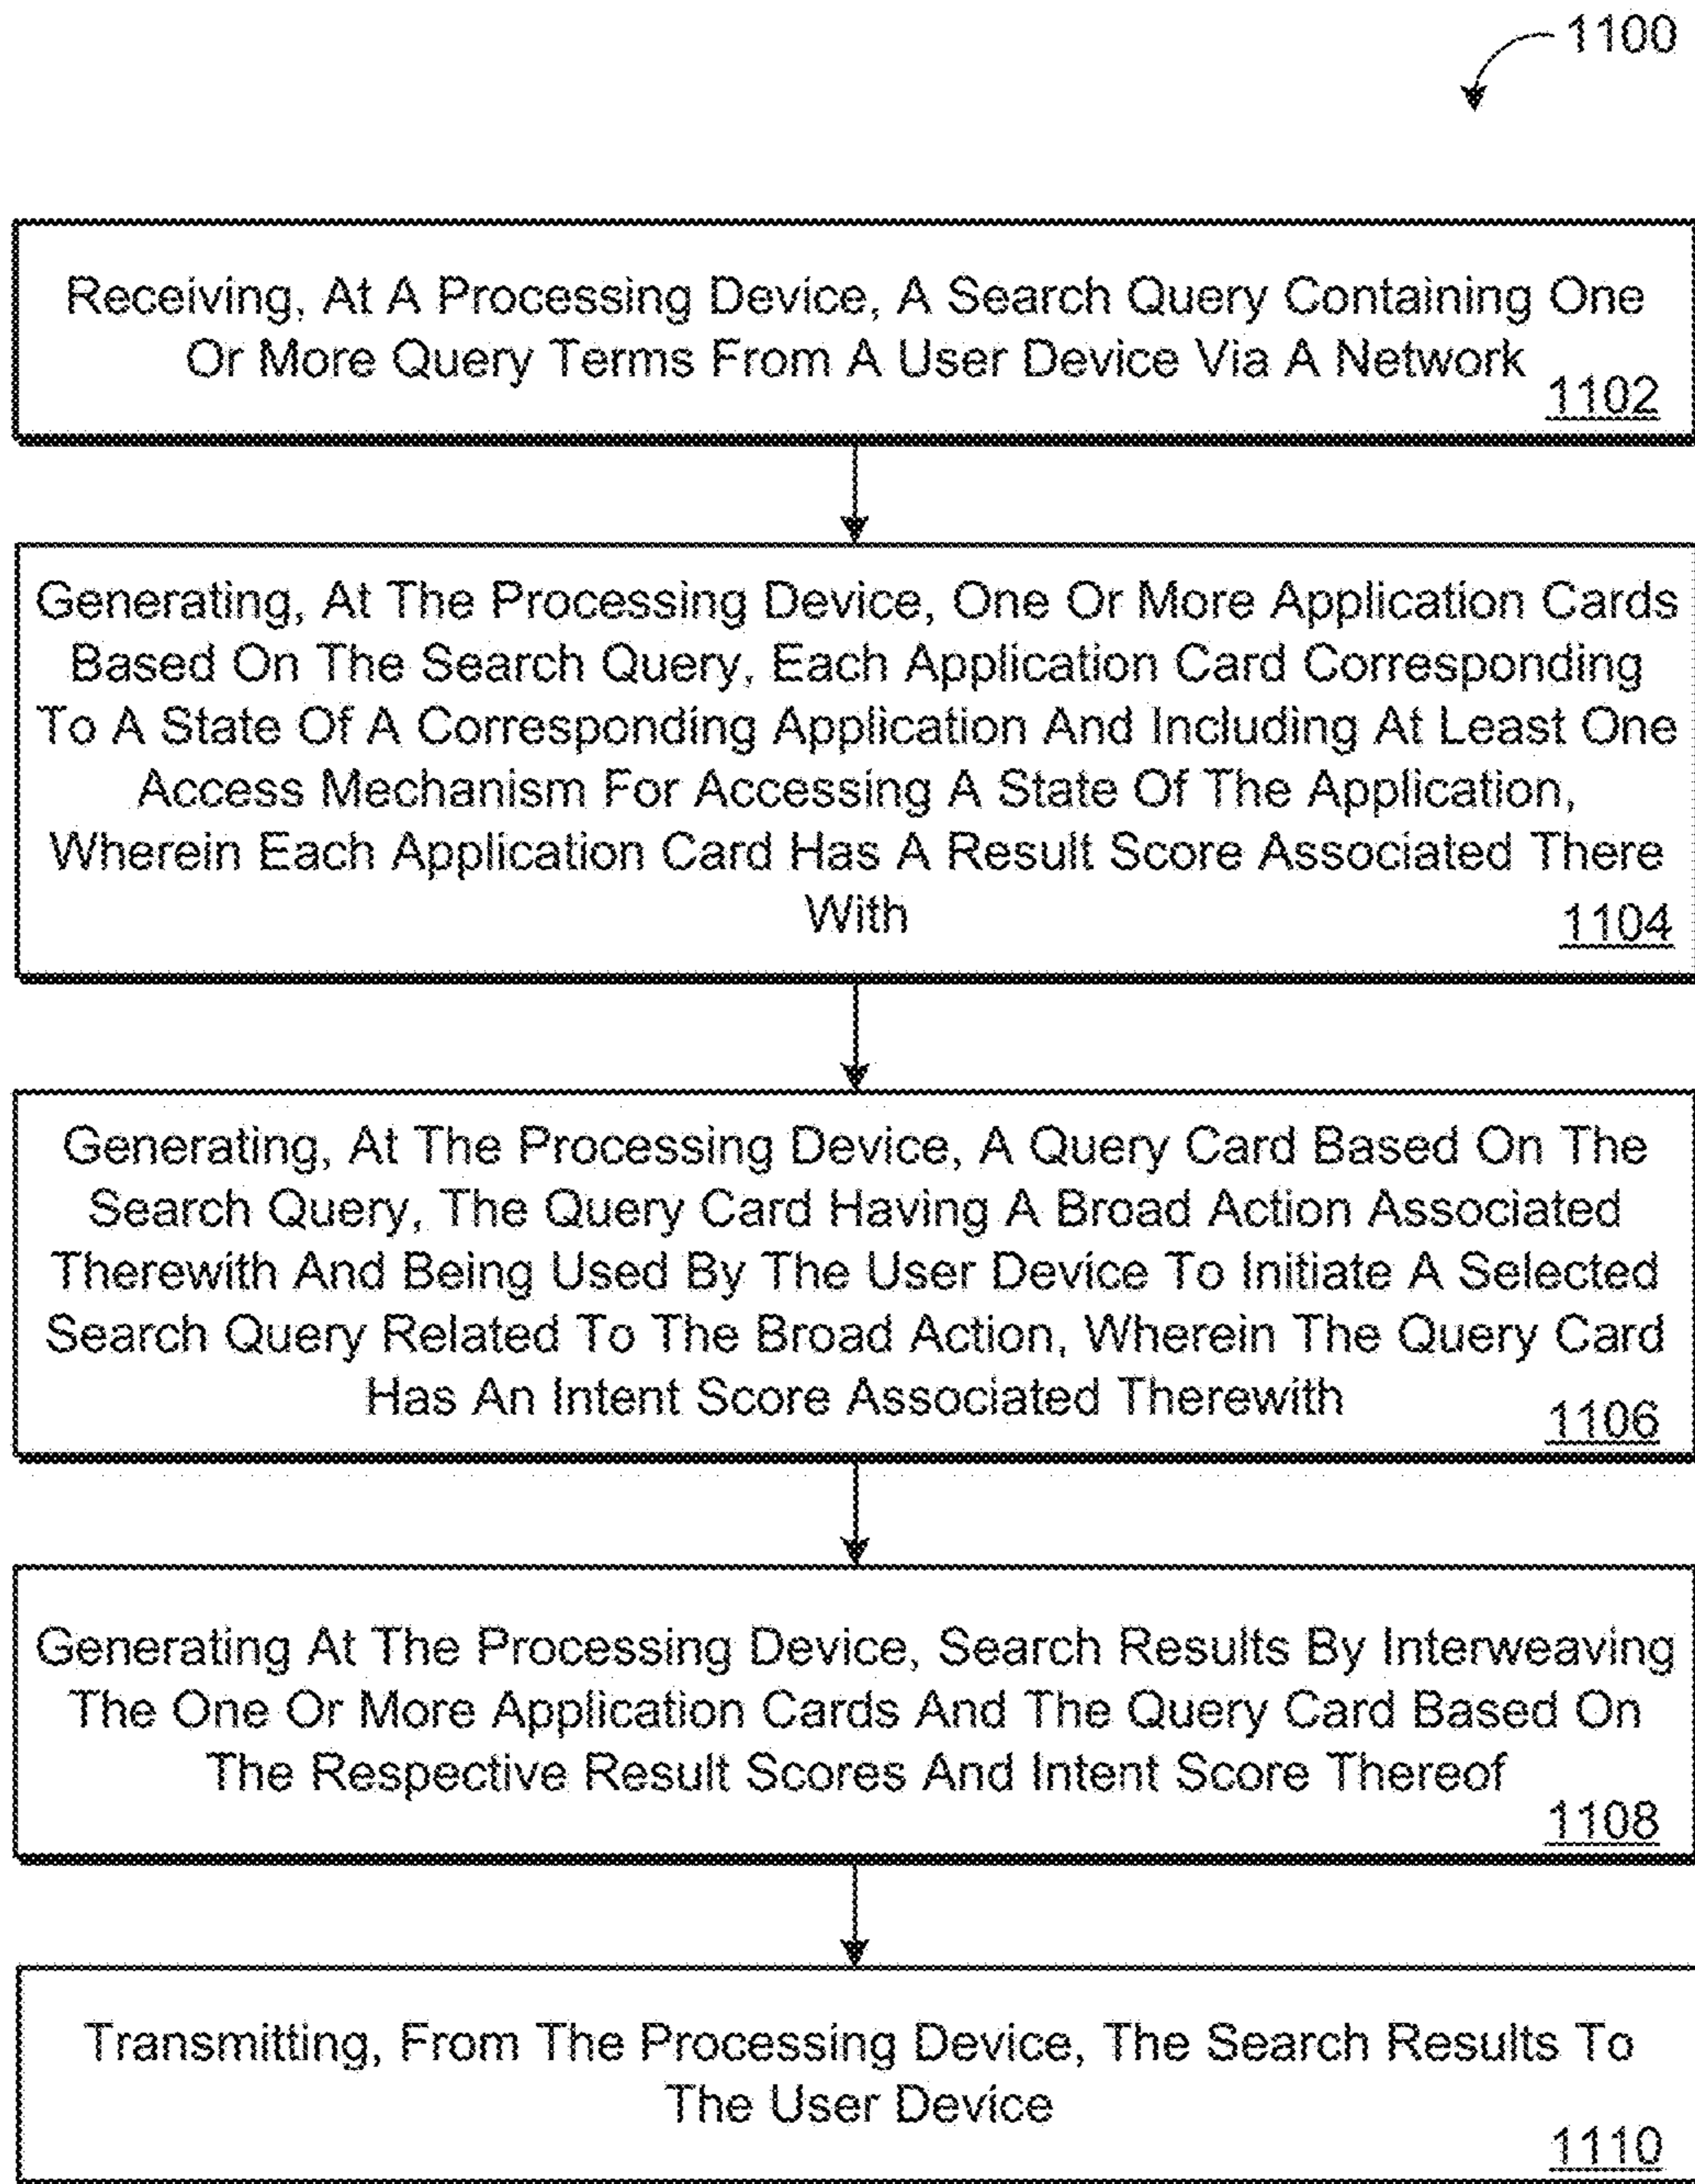 1100
Receiving, At A Processing Device, A Search Query Containing One
Or More Query Terms From A User Device Via A Network
1102
Generating, At The Processing Device, One Or More Application Cards
Based On The Search Query, Each Application Card Corresponding
To A State Of A Corresponding Application And Including At Least One
Access Mechanism For Accessing A State Of The Application,
Wherein Each Application Card Has A Result Score Associated There
With
1104
Generating, At The Processing Device, A Query Card Based On The
Search Query, The Query Card Having A Broad Action Associated
Therewith And Being Used By The User Device To Initiate A Selected
Search Query Related To The Broad Action, Wherein The Query Card
Has An Intent Score Associated Therewith
1106
Generating At The Processing Device, Search Results By Interweaving
The One Or More Application Cards And The Query Card Based On
The Respective Result Scores And Intent Score Thereof
1108
Transmitting, From The Processing Device, The Search Results To
The User Device
1110